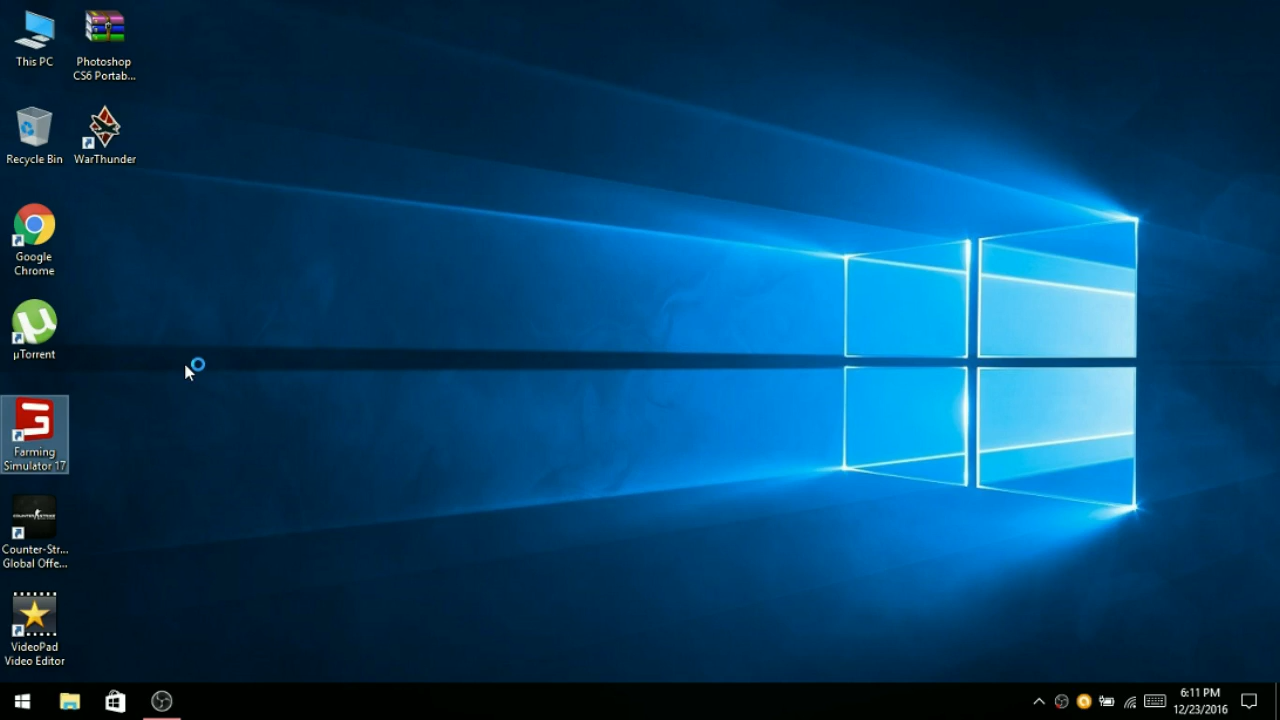 This PC
Photoshop
CS6 Portab...
Recycle Bin
WarThunder
Google
Chrome
µTorrent
Farming
Simulator 17
Counter-Str...
Global Offe...
VideoPad
Video Editor
6:11 PM
12/23/2016